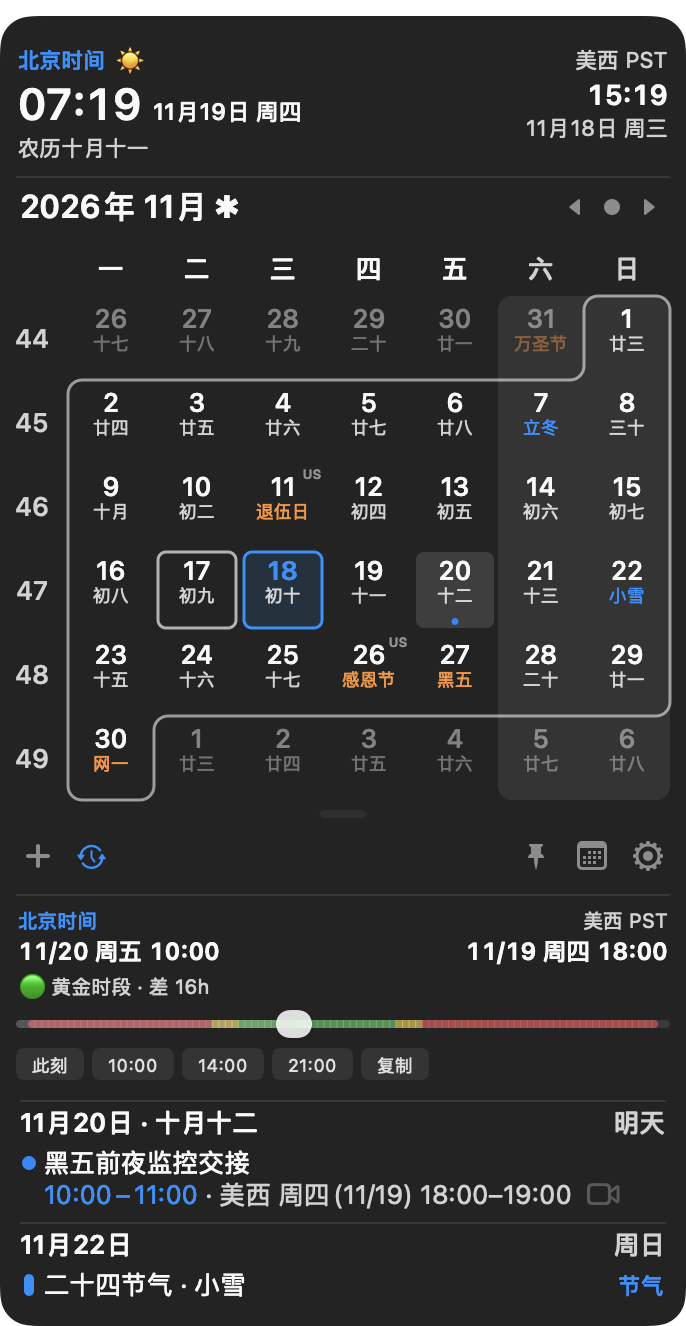 北京时间 美西 PST
07:19 11月19日 周四 15:19
农历十月十一 11月18日 周三
2026年 11月 ✱
一 二 三 四 五 六 日
44 26 27 28 29 30 31 1
十七 十八 十九 二十 廿一 万圣节 廿三
45 2 3 4 5 6 7 8
廿四 廿五 廿六 廿七 廿八 立冬 三十
46 9 10 11 US 12 13 14 15
十月 初二 退伍日 初四 初五 初六 初七
47 16 17 18 19 20 21 22
初八 初九 初十 十一 十二 十三 小雪
48 23 24 25 26 US 27 28 29
十五 十六 十七 感恩节 黑五 二十 廿一
49 30 1 2 3 4 5 6
网一 廿三 廿四 廿五 廿六 廿七 廿八
北京时间 美西 PST
11/20 周五 10:00 11/19 周四 18:00
黄金时段 · 差 16h
此刻 10:00 14:00 21:00 复制
11月20日 · 十月十二 明天
黑五前夜监控交接
10:00–11:00 · 美西 周四 (11/19) 18:00–19:00
11月22日 周日
二十四节气 · 小雪 节气